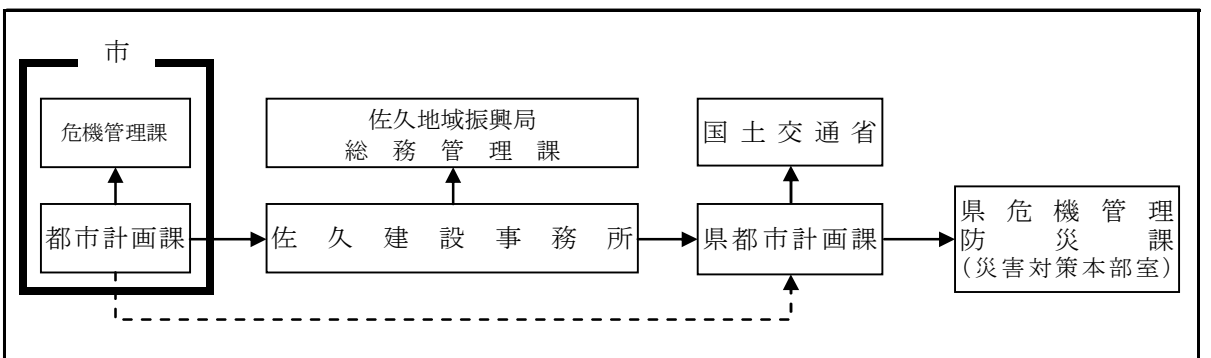 市
危機管理課
佐久地域振興局
総務管理課
国土交通省
都市計画課
佐久建設事務所
県都市計画課
県危機管理
防災課
(災害対策本部室)